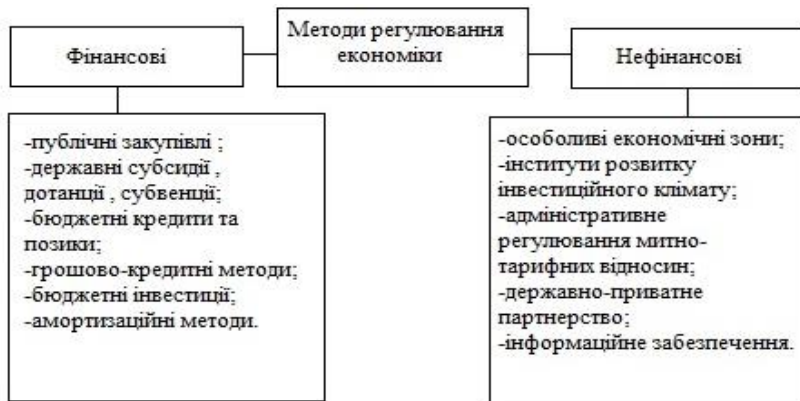 Методи регулювання
економіки
Фінансові
Нефінансові
-публічні закупівлі ;
-державні субсидії ,
дотанції , субвенції;
-бюджетні кредити та
позики;
-грошово-кредитні методи;
-бюджетні інвестиції;
-амортизаційні методи.
-особоливі економічні зони;
-інститути розвитку
інвестиційного клімату;
-адміністративне
регулювання митно-
тарифних відносин;
-державно-приватне
партнерство;
-інформаційне забезпечення.